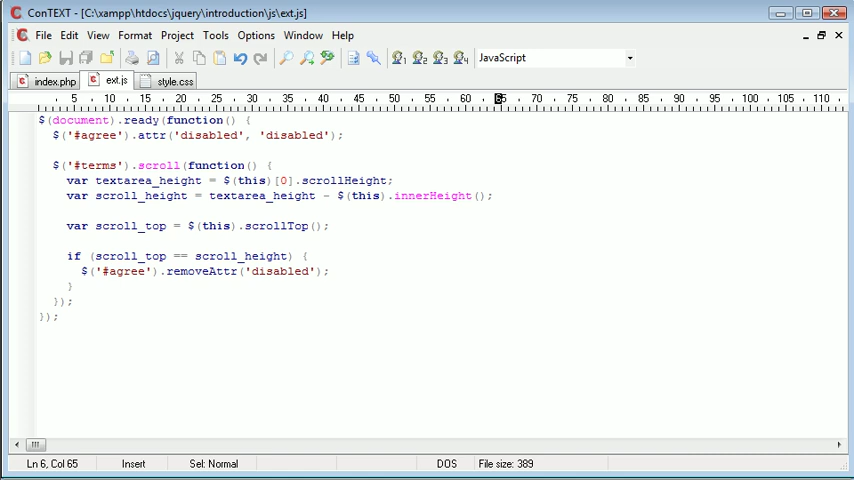 ConTEXT - [C:\xampp\htdocs\jquery\introduction\js\ext.js]
File Edit View Format Project Tools Options Window Help
1 2 3 4 JavaScript
index.php ext.js style.css
5 10 15 20 25 30 35 40 45 50 55 60 65 70 75 80 85 90 95 100 105 110
$(document).ready(function() {
$('#agree').attr('disabled', 'disabled');
$('#terms').scroll(function() {
var textarea_height = $(this)[0].scrollHeight;
var scroll_height = textarea_height - $(this).innerHeight();
var scroll_top = $(this).scrollTop();
if (scroll_top == scroll_height) {
$('#agree').removeAttr('disabled');
}
});
});
Ln 6, Col 65 Insert Sel: Normal DOS File size: 389